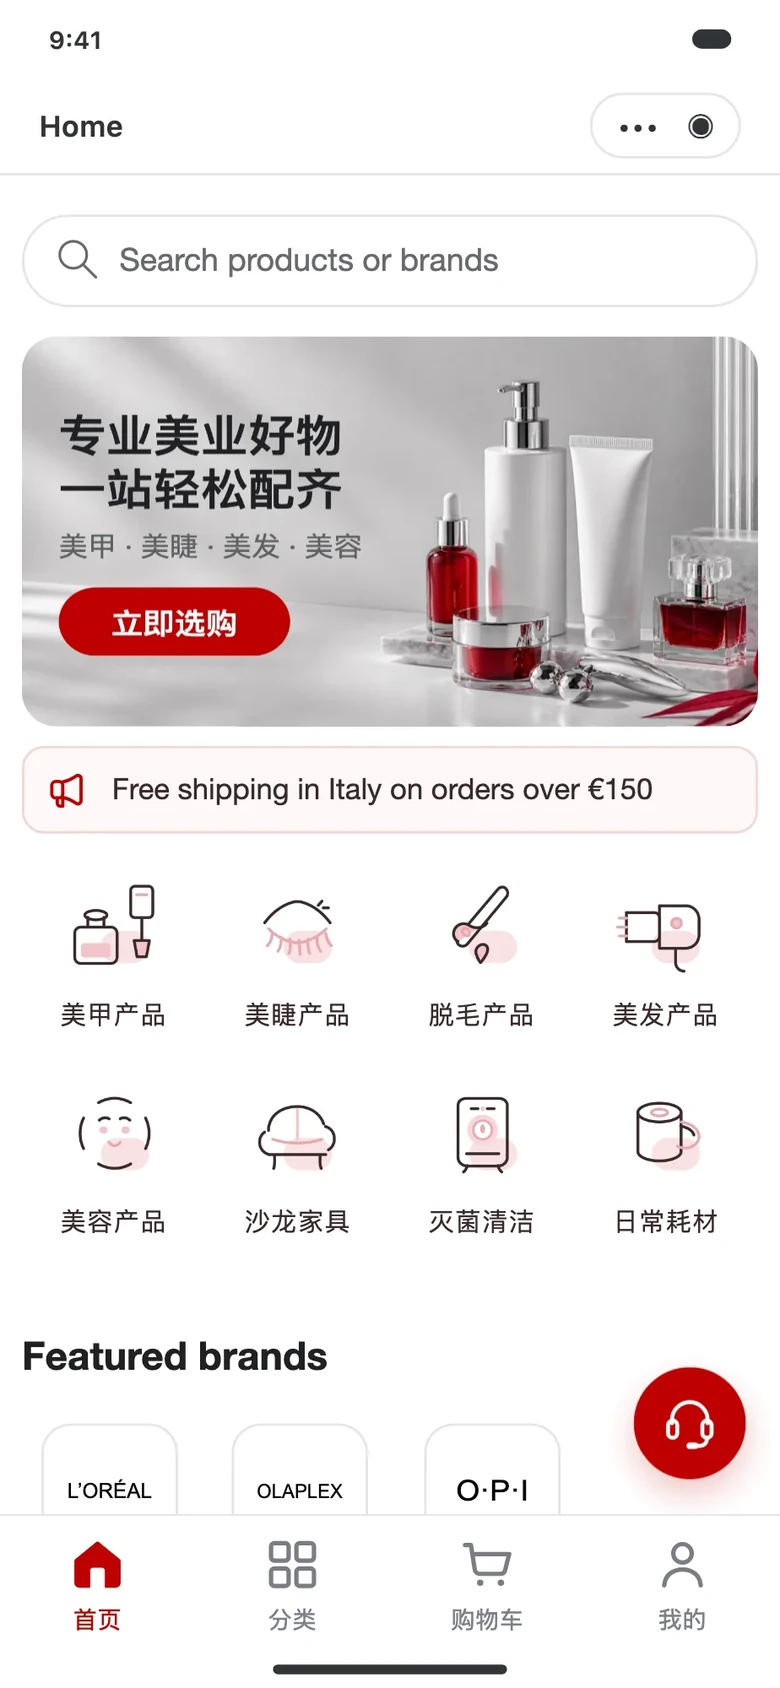 9:41
Home
Search products or brands
专业美业好物
一站轻松配齐
美甲 · 美睫 · 美发 · 美容
立即选购
Free shipping in Italy on orders over €150
美甲产品
美睫产品
脱毛产品
美发产品
美容产品
沙龙家具
灭菌清洁
日常耗材
Featured brands
L'ORÉAL
OLAPLEX
O·P·I
首页
分类
购物车
我的